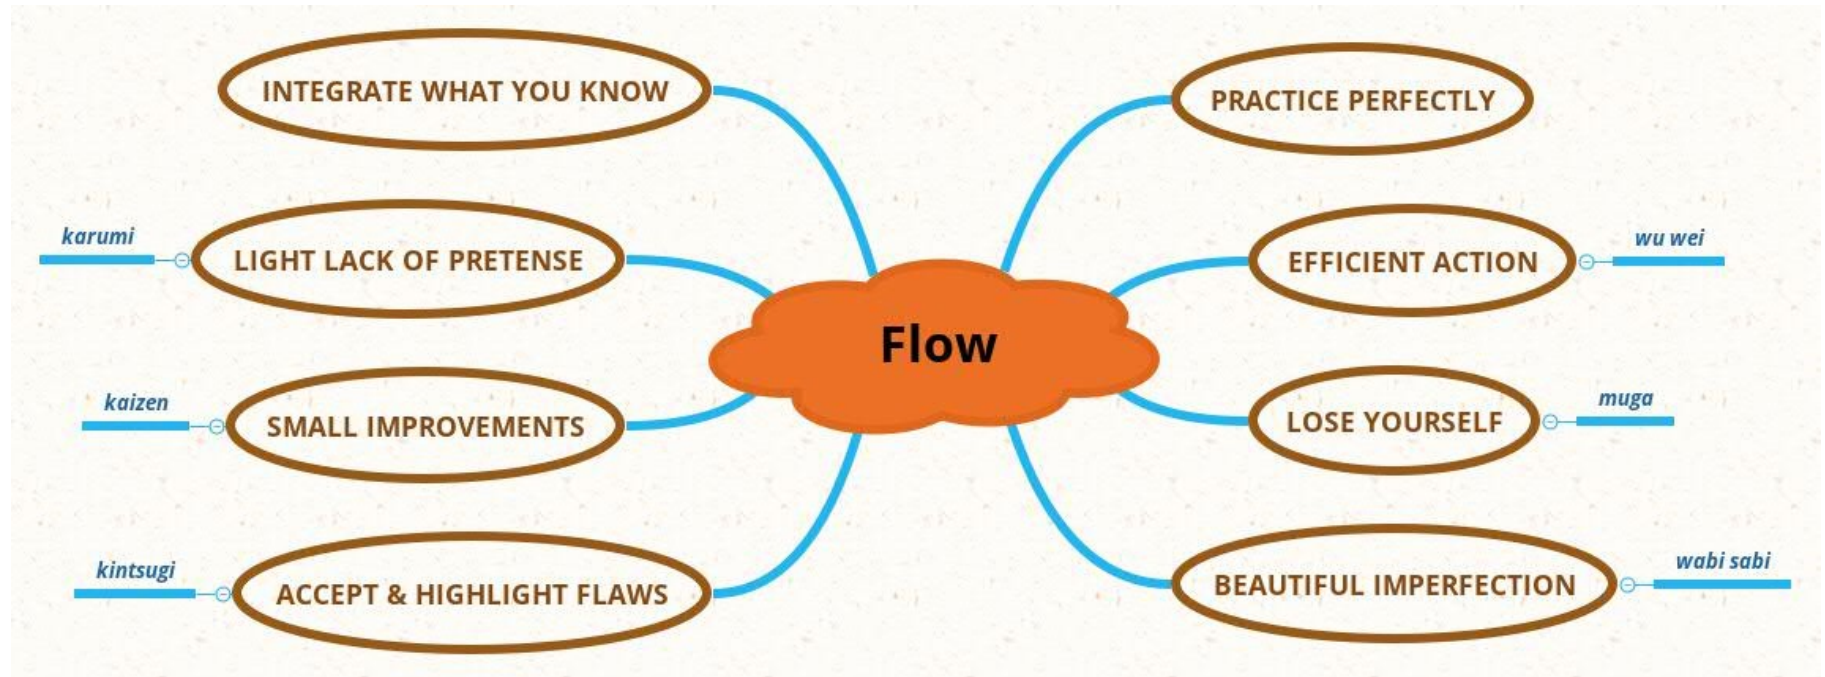 Flow
INTEGRATE WHAT YOU KNOW
LIGHT LACK OF PRETENSE
karumi
SMALL IMPROVEMENTS
kaizen
ACCEPT & HIGHLIGHT FLAWS
kintsugi
PRACTICE PERFECTLY
EFFICIENT ACTION
wu wei
LOSE YOURSELF
muga
BEAUTIFUL IMPERFECTION
wabi sabi